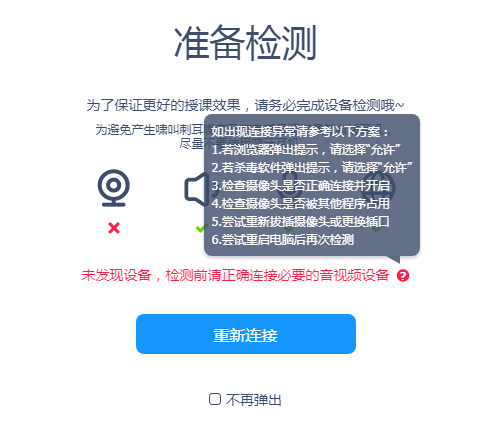 准备检测
为了保证更好的授课效果，请务必完成设备检测哦~
为避免产生啸叫刺耳
尽量不
如出现连接异常请参考以下方案：
1.若浏览器弹出提示，请选择“允许”
2.若杀毒软件弹出提示，请选择“允许”
3.检查摄像头是否正确连接并开启
4.检查摄像头是否被其他程序占用
5.尝试重新拔插摄像头或更换插口
6.尝试重启电脑后再次检测
未发现设备，检测前请正确连接必要的音视频设备
重新连接
不再弹出